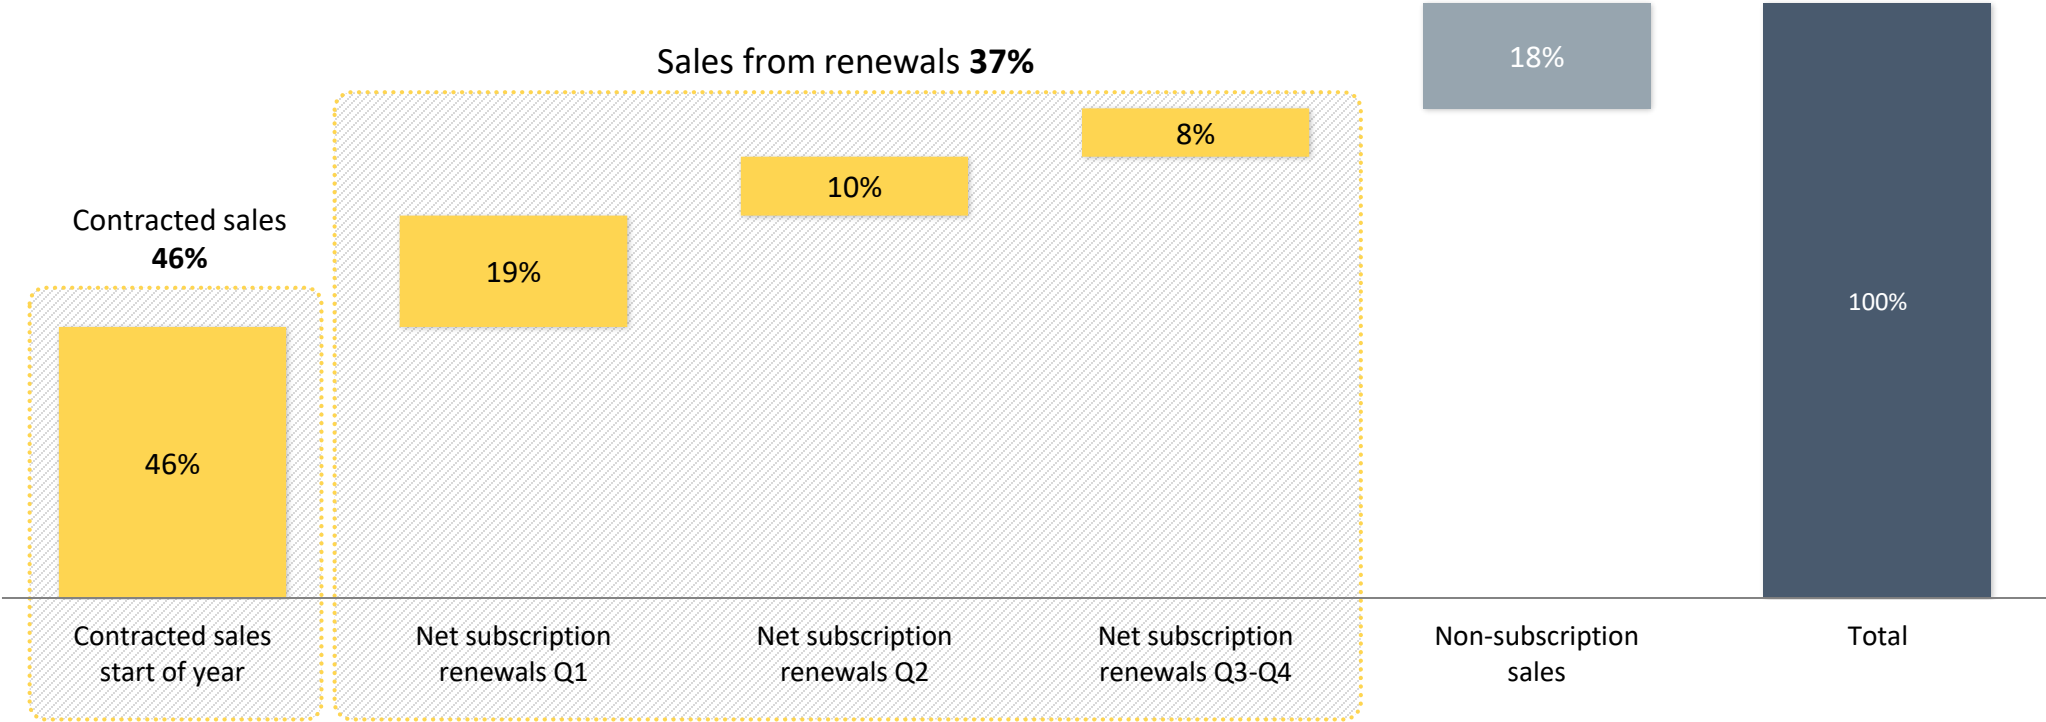 Sales from renewals 37%
18%
8%
10%
Contracted sales
46%
19%
100%
46%
Contracted sales
start of year
Net subscription
renewals Q1
Net subscription
renewals Q2
Net subscription
renewals Q3-Q4
Non-subscription
sales
Total